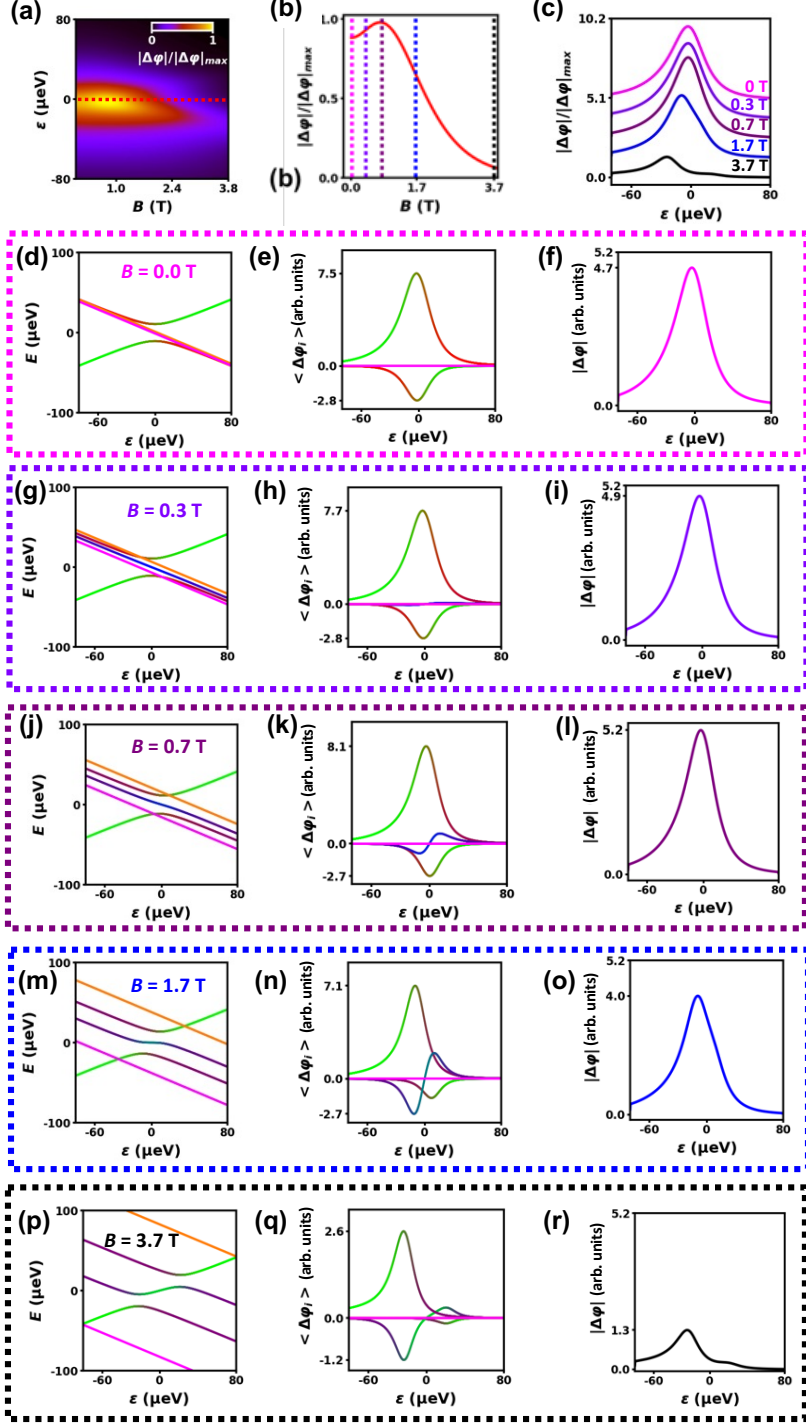 (a)
80
0
-80
ε (μeV)
0 1
|Δφ|/|Δφ|max
1.0 2.4 3.8
B (T)
(b)
1.0
0.5
0.0
|Δφ|/|Δφ|max
0.0 1.7 3.7
(b)
B (T)
(c)
10.2
5.1
0.0
|Δφ|/|Δφ|max
0 T
0.3 T
0.7 T
1.7 T
3.7 T
-60 0 80
ε (μeV)
(d)
100
0
-100
E (μeV)
B = 0.0 T
-60 0 80
ε (μeV)
(e)
7.5
0.0
-2.8
< Δφi > (arb. units)
-60 0 80
ε (μeV)
(f)
5.2
4.7
0.0
|Δφ| (arb. units)
-60 0 80
ε (μeV)
(g)
100
0
-100
E (μeV)
B = 0.3 T
-60 0 80
ε (μeV)
(h)
7.7
0.0
-2.8
< Δφi > (arb. units)
-60 0 80
ε (μeV)
(i)
5.2
4.9
0.0
|Δφ| (arb. units)
-60 0 80
ε (μeV)
(j)
100
0
-100
E (μeV)
B = 0.7 T
-60 0 80
ε (μeV)
(k)
8.1
0.0
-2.7
< Δφi > (arb. units)
-60 0 80
ε (μeV)
(l)
5.2
0.0
|Δφ| (arb. units)
-60 0 80
ε (μeV)
(m)
100
0
-100
E (μeV)
B = 1.7 T
-60 0 80
ε (μeV)
(n)
7.1
0.0
-2.7
< Δφi > (arb. units)
-60 0 80
ε (μeV)
(o)
5.2
4.0
0.0
|Δφ| (arb. units)
-60 0 80
ε (μeV)
(p)
100
0
-100
E (μeV)
B = 3.7 T
-60 0 80
ε (μeV)
(q)
2.6
0.0
-1.2
< Δφi > (arb. units)
-60 0 80
ε (μeV)
(r)
5.2
1.3
0.0
|Δφ| (arb. units)
-60 0 80
ε (μeV)